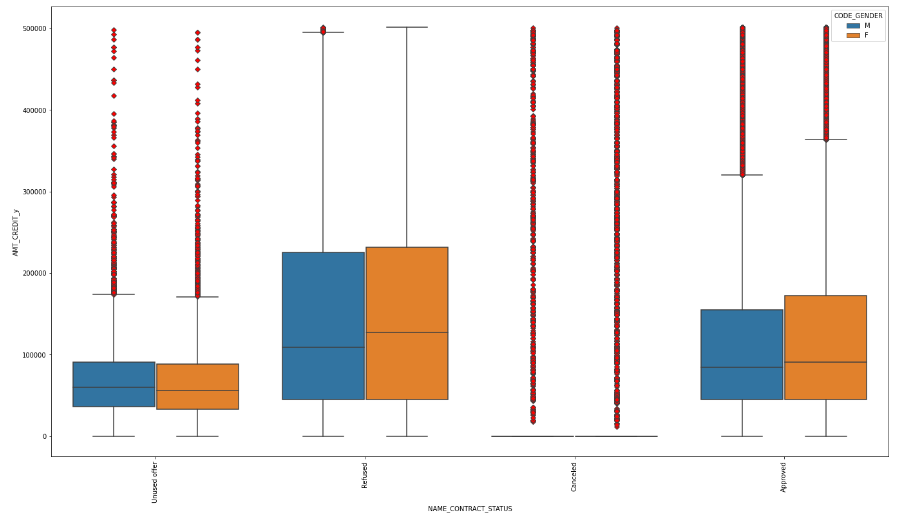 CODE_GENDER
M
F
500000
400000
300000
200000
100000
0
AMT_CREDIT_y
Unused offer
Refused
Canceled
Approved
NAME_CONTRACT_STATUS